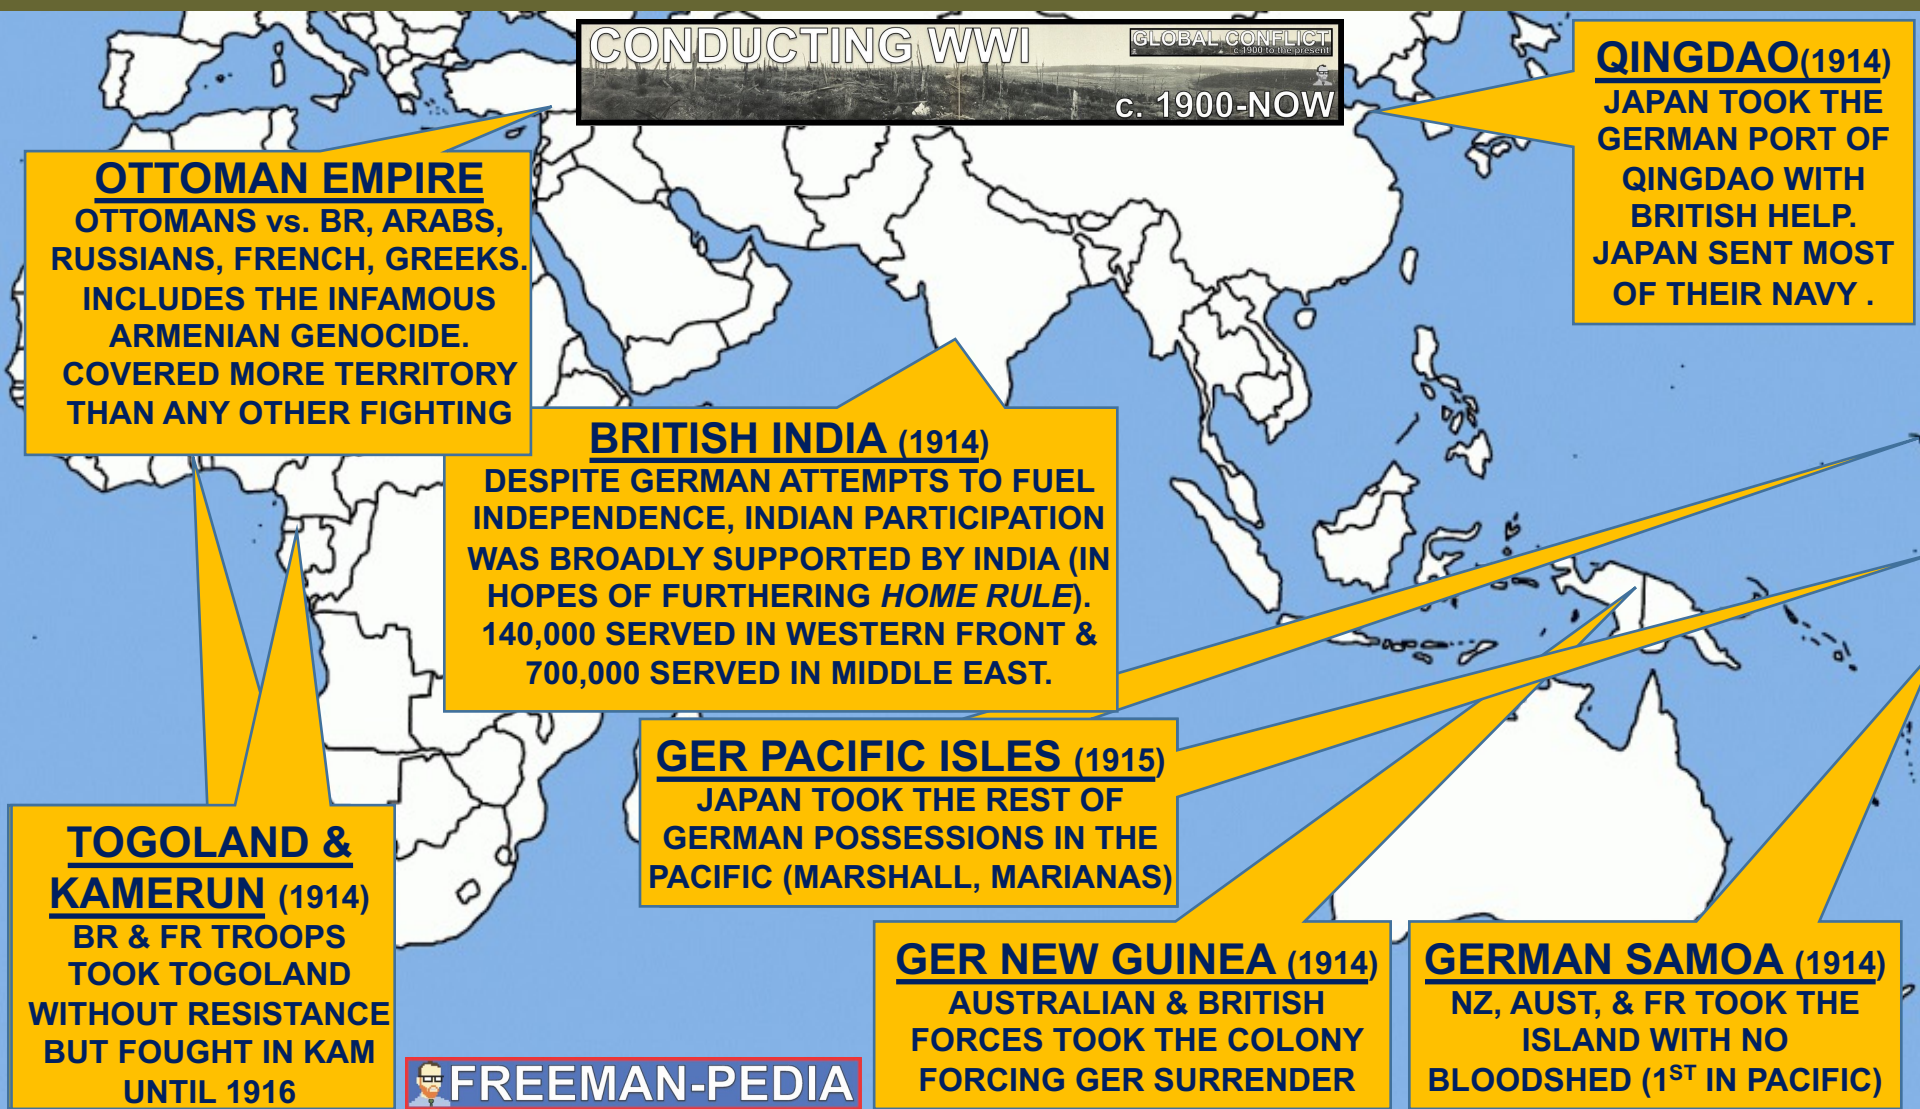 CONDUCTING WWI
GLOBAL CONFLICT
c.1900 to the present
c. 1900-NOW
QINGDAO(1914)
JAPAN TOOK THE
GERMAN PORT OF
QINGDAO WITH
BRITISH HELP.
JAPAN SENT MOST
OF THEIR NAVY .
OTTOMAN EMPIRE
OTTOMANS vs. BR, ARABS,
RUSSIANS, FRENCH, GREEKS.
INCLUDES THE INFAMOUS
ARMENIAN GENOCIDE.
COVERED MORE TERRITORY
THAN ANY OTHER FIGHTING
BRITISH INDIA (1914)
DESPITE GERMAN ATTEMPTS TO FUEL
INDEPENDENCE, INDIAN PARTICIPATION
WAS BROADLY SUPPORTED BY INDIA (IN
HOPES OF FURTHERING HOME RULE).
140,000 SERVED IN WESTERN FRONT &
700,000 SERVED IN MIDDLE EAST.
GER PACIFIC ISLES (1915)
JAPAN TOOK THE REST OF
GERMAN POSSESSIONS IN THE
PACIFIC (MARSHALL, MARIANAS)
TOGOLAND &
KAMERUN (1914)
BR & FR TROOPS
TOOK TOGOLAND
WITHOUT RESISTANCE
BUT FOUGHT IN KAM
UNTIL 1916
GER NEW GUINEA (1914)
AUSTRALIAN & BRITISH
FORCES TOOK THE COLONY
FORCING GER SURRENDER
GERMAN SAMOA (1914)
NZ, AUST, & FR TOOK THE
ISLAND WITH NO
BLOODSHED (1ST IN PACIFIC)
FREEMAN-PEDIA